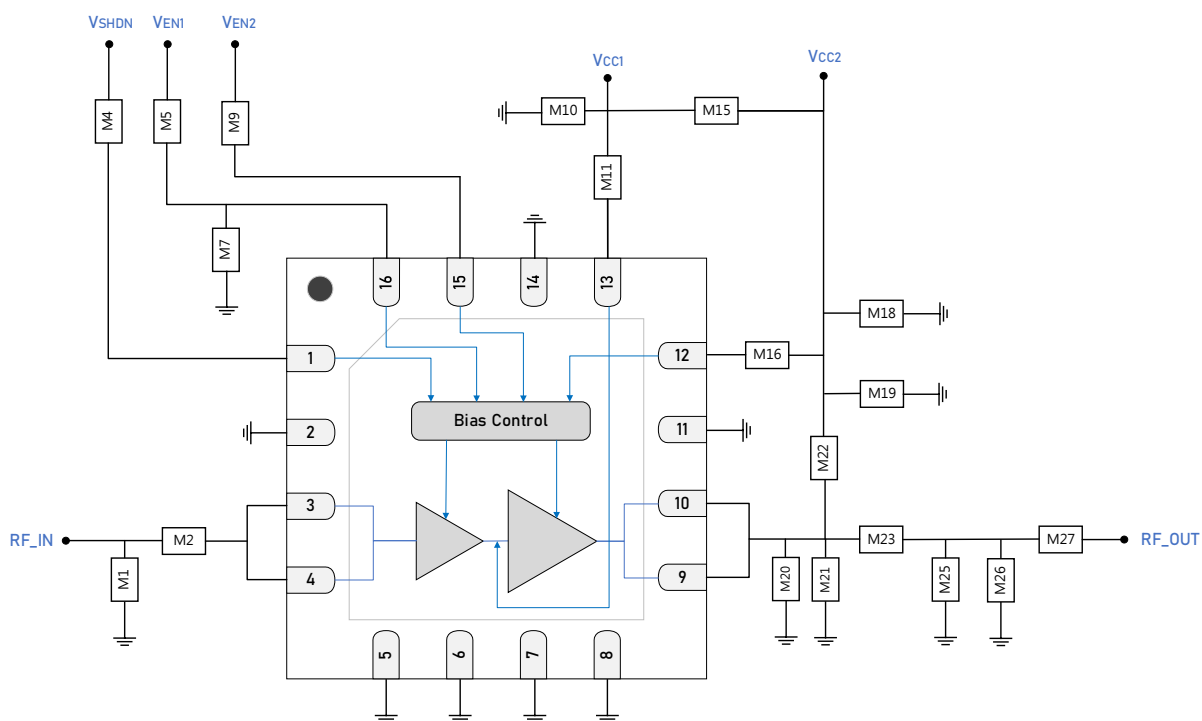 VSHDN VEN1 VEN2
VCC1 VCC2
M4 M5 M9 M10 M15
M11
M7
16 15 14 13
M18
1 12 M16
M19
Bias Control
2 11
M22
3 10
RF_IN M2 M23 M27 RF_OUT
M1 4 9 M20 M21 M25 M26
5 6 7 8